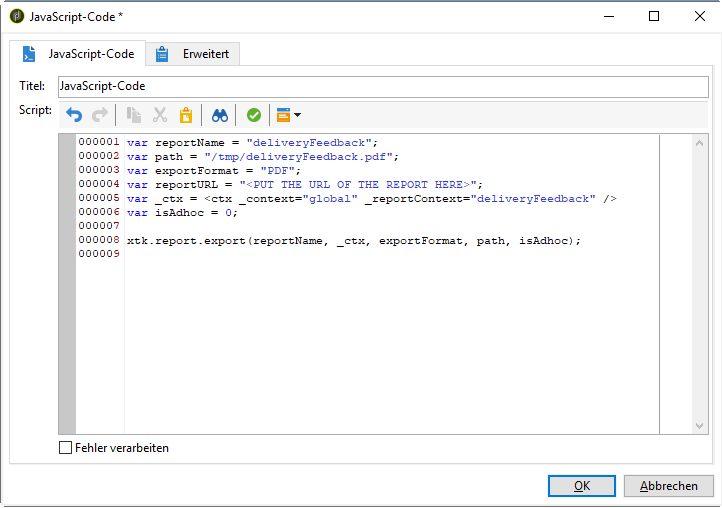 JavaScript-Code *
JavaScript-Code
Erweitert
Titel: JavaScript-Code
Script:
000001 var reportName = "deliveryFeedback";
000002 var path = "/tmp/deliveryFeedback.pdf";
000003 var exportFormat = "PDF";
000004 var reportURL = "<PUT THE URL OF THE REPORT HERE>";
000005 var _ctx = <ctx _context="global" _reportContext="deliveryFeedback" />
000006 var isAdhoc = 0;
000007
000008 xtk.report.export(reportName, _ctx, exportFormat, path, isAdhoc);
000009
Fehler verarbeiten
OK
Abbrechen